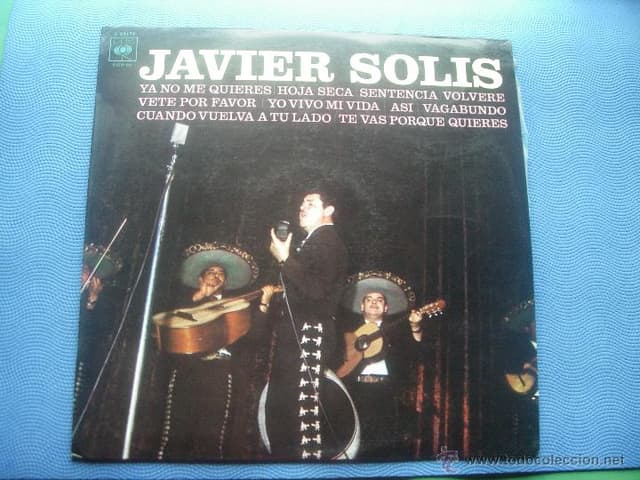 CBS
JAVIER SOLIS
YA NO ME QUIERES | HOJA SECA | SENTENCIA VOLVERE
VETE POR FAVOR | YO VIVO MI VIDA | ASI | VAGABUNDO
CUANDO VUELVA A TU LADO | TE VAS PORQUE QUIERES
www.todocoleccion.net